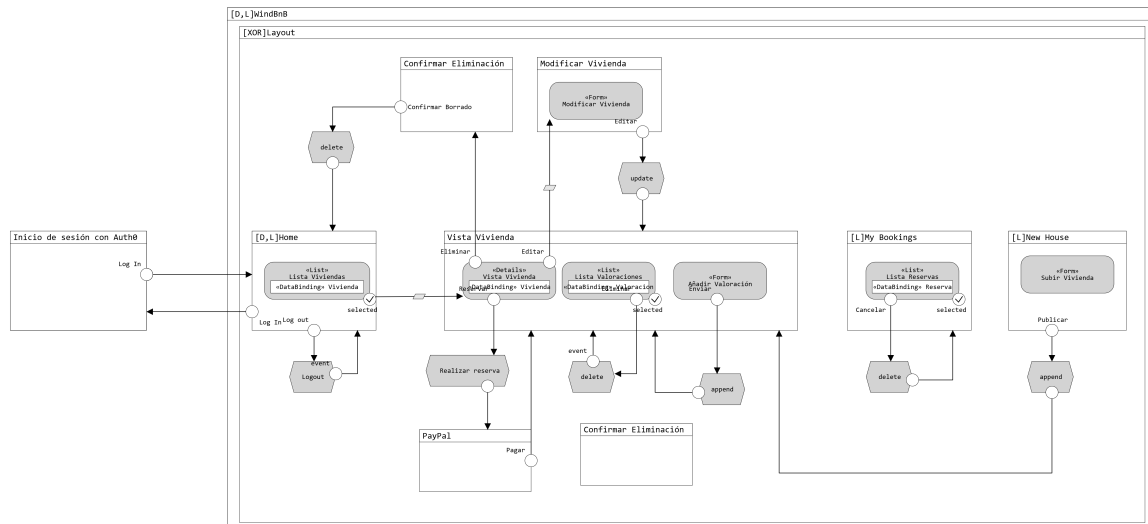 [D,L]WindBnB
[XOR]Layout
Confirmar Eliminación
Confirmar Borrado
Modificar Vivienda
«Form»
Modificar Vivienda
Editar
delete
update
Inicio de sesión con Auth0
Log In
[D,L]Home
«List»
Lista Viviendas
«DataBinding» Vivienda
selected
Log In
Log out
event
Logout
Vista Vivienda
Eliminar
Editar
«Details»
Vista Vivienda
«DataBinding» Vivienda
Reservar
«List»
Lista Valoraciones
«DataBinding» Valoracion
Eliminar
selected
«Form»
Añadir Valoración
Enviar
[L]My Bookings
«List»
Lista Reservas
«DataBinding» Reserva
Cancelar
selected
[L]New House
«Form»
Subir Vivienda
Publicar
Realizar reserva
event
delete
append
delete
append
PayPal
Pagar
Confirmar Eliminación